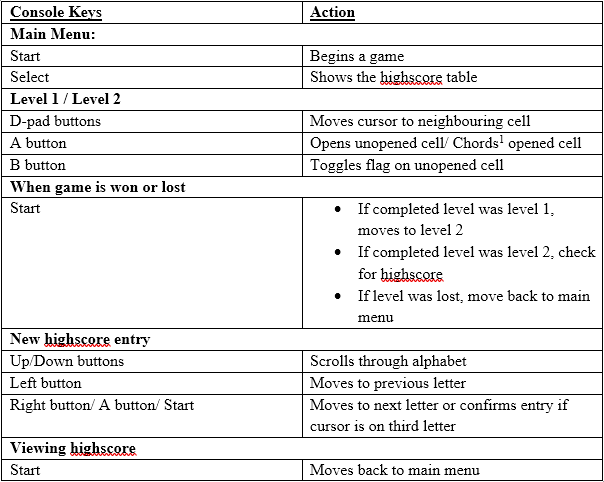 Console Keys Action
Main Menu:
Start Begins a game
Select Shows the highscore table
Level 1 / Level 2
D-pad buttons Moves cursor to neighbouring cell
A button Opens unopened cell/ Chords¹ opened cell
B button Toggles flag on unopened cell
When game is won or lost
Start • If completed level was level 1,
moves to level 2
• If completed level was level 2, check
for highscore
• If level was lost, move back to main
menu
New highscore entry
Up/Down buttons Scrolls through alphabet
Left button Moves to previous letter
Right button/ A button/ Start Moves to next letter or confirms entry if
cursor is on third letter
Viewing highscore
Start Moves back to main menu